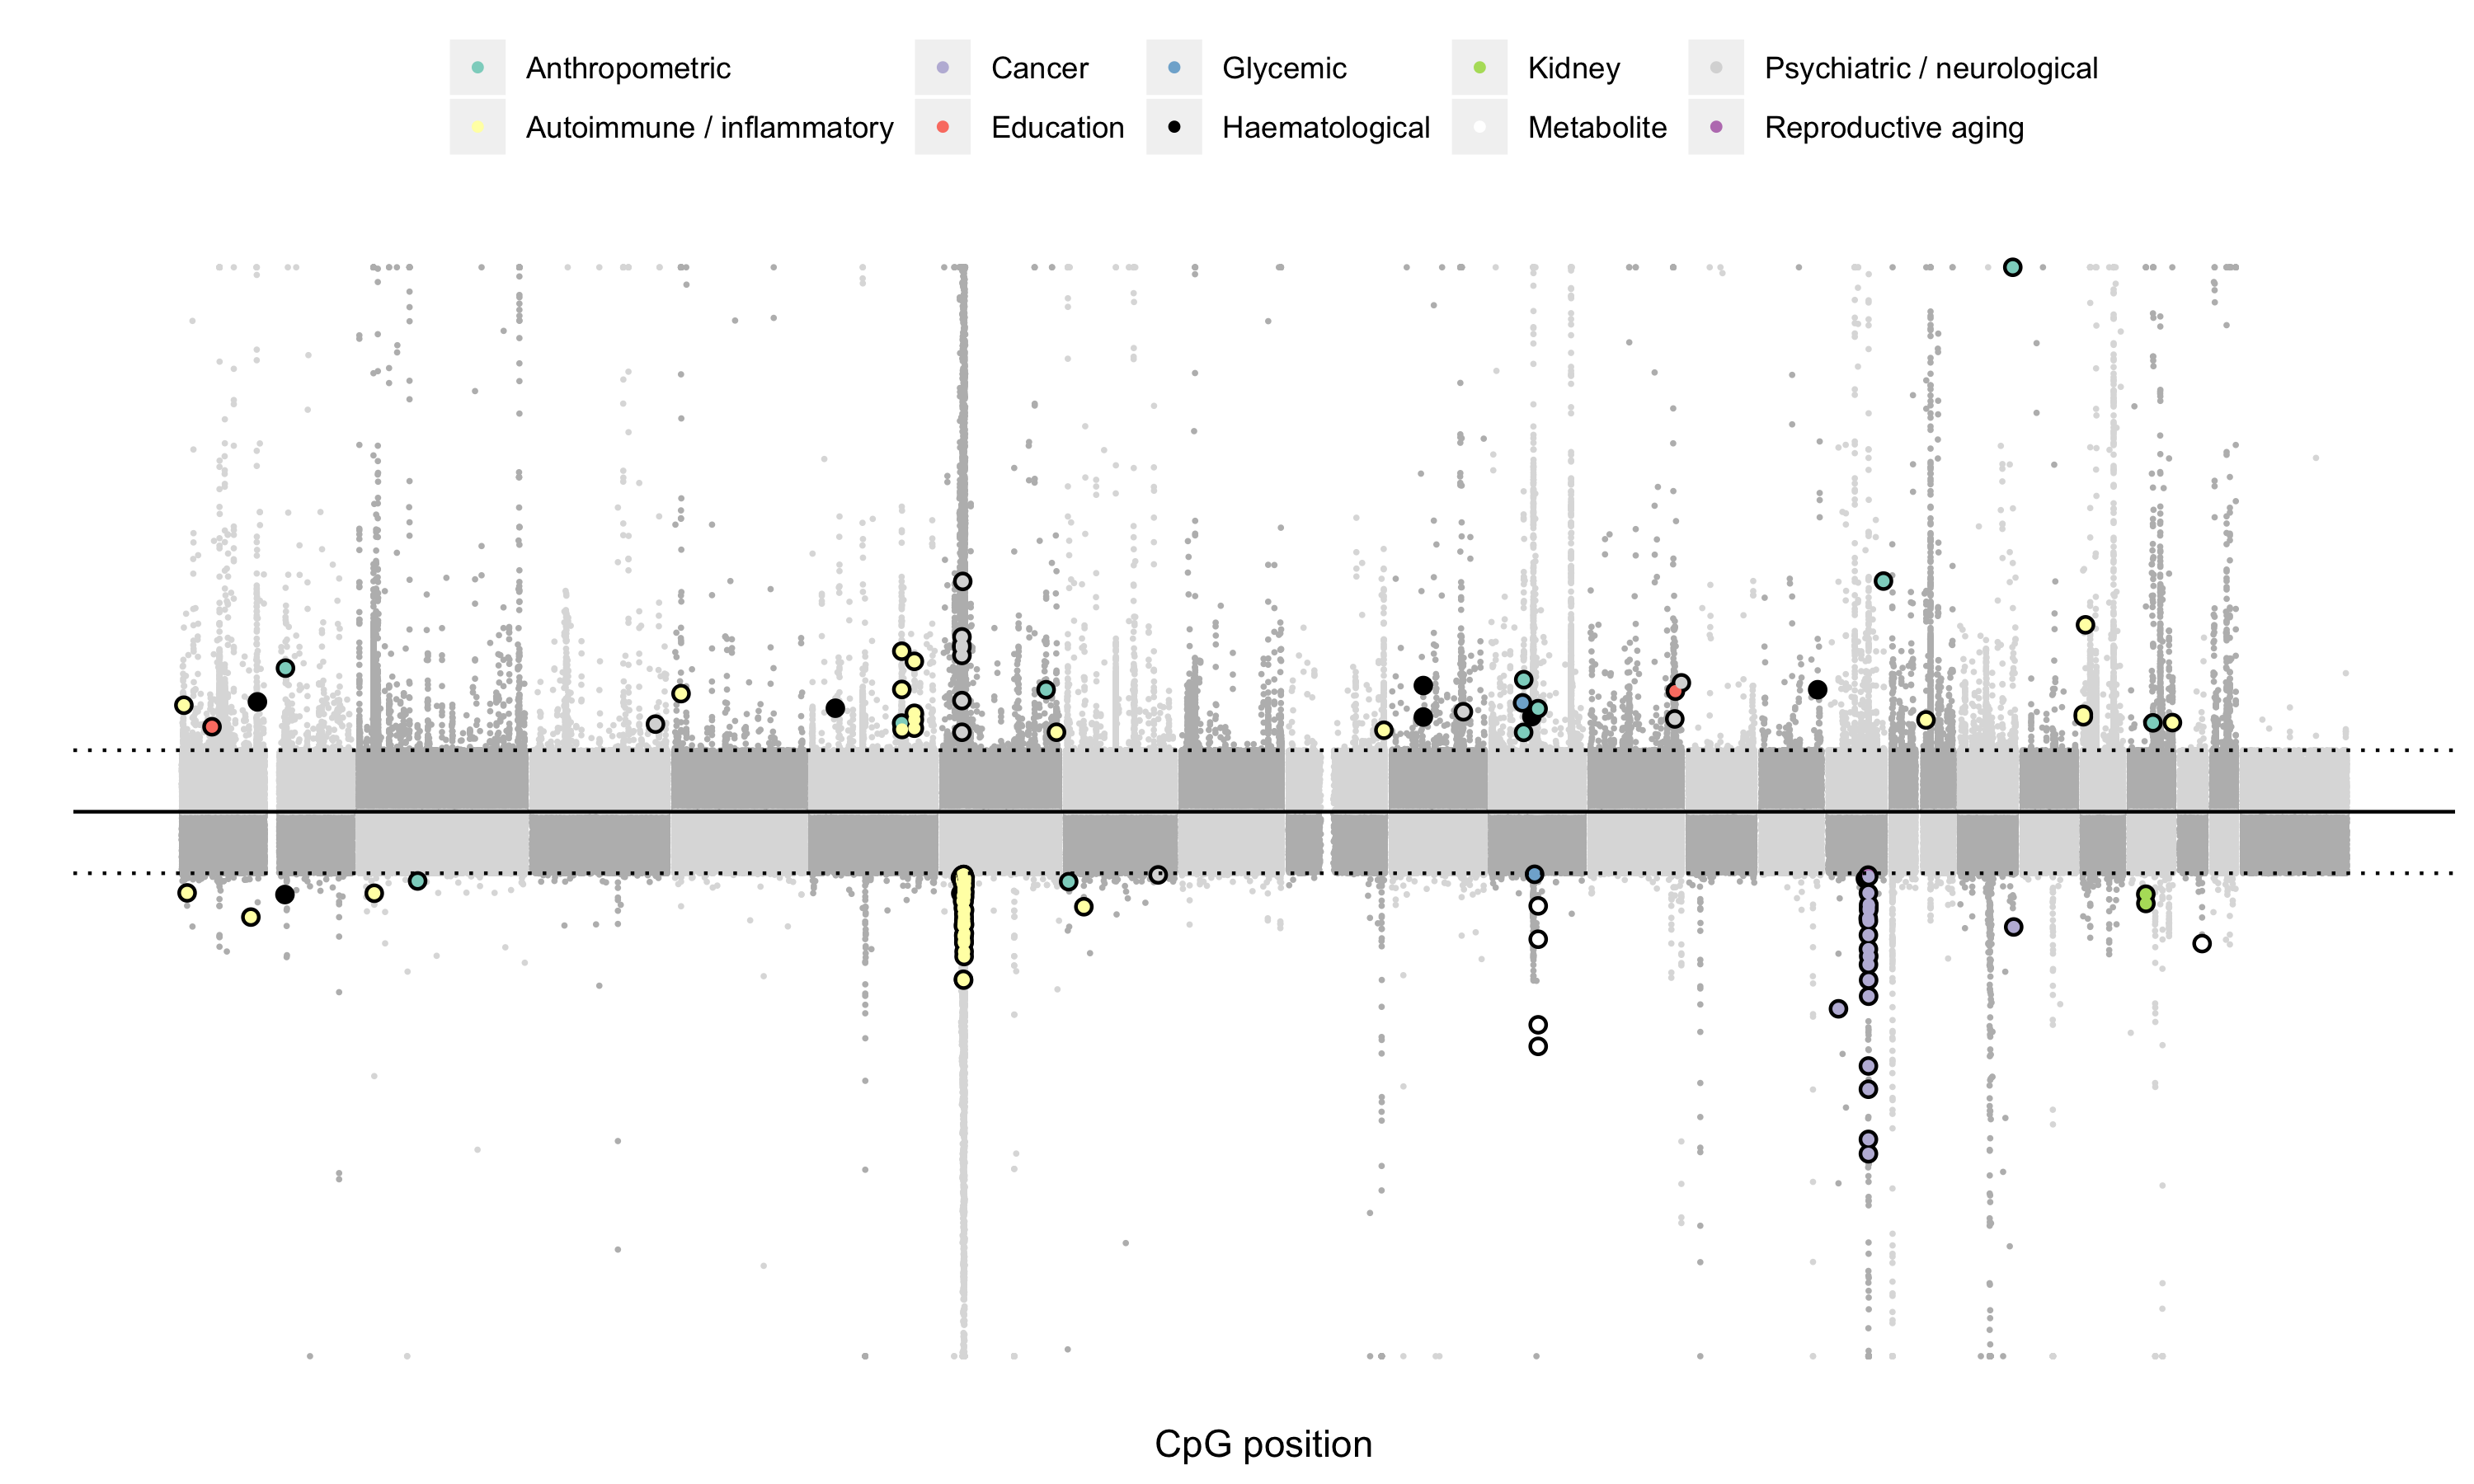 Anthropometric Cancer Glycemic Kidney Psychiatric / neurological
Autoimmune / inflammatory Education Haematological Metabolite Reproductive aging
CpG position